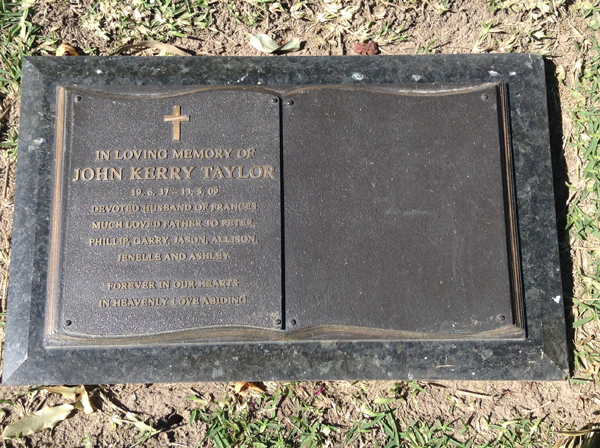 IN LOVING MEMORY OF
JOHN KERRY TAYLOR
19. 6. 37 – 13. 5. 09
DEVOTED HUSBAND OF FRANCES
MUCH LOVED FATHER TO PETER,
PHILLIP, GARRY, JASON, ALLISON,
JENELLE AND ASHLEY.
FOREVER IN OUR HEARTS
IN HEAVENLY LOVE ABIDING